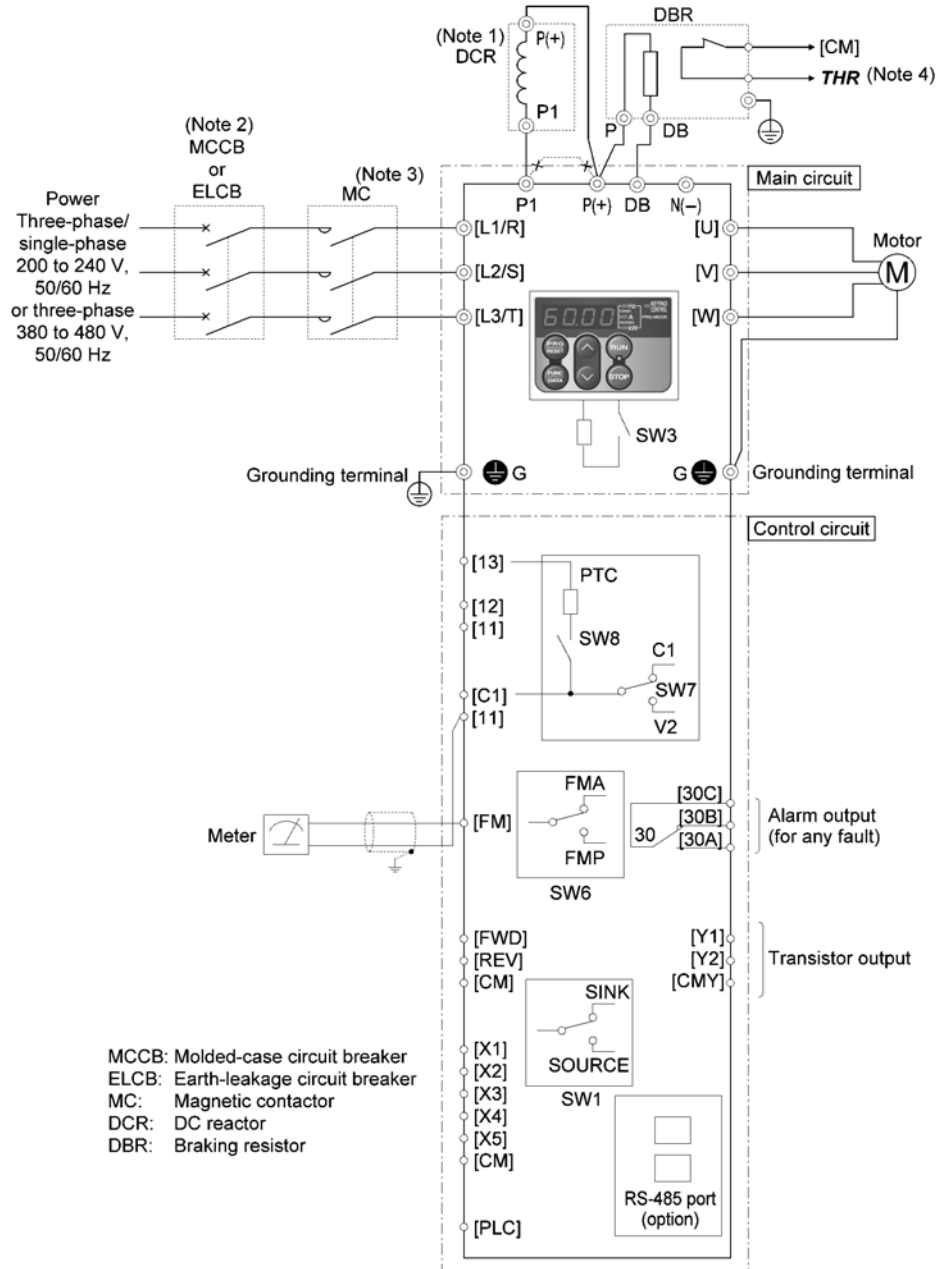 DBR
(Note 1)
DCR
P(+)
P1
[CM]
THR (Note 4)
P
DB
(Note 2)
MCCB
or
ELCB
(Note 3)
MC
Power
Three-phase/
single-phase
200 to 240 V,
50/60 Hz
or three-phase
380 to 480 V,
50/60 Hz
Main circuit
P1
P(+)
DB
N(−)
[L1/R]
[L2/S]
[L3/T]
[U]
[V]
[W]
Motor
M
60.00
Hz
A
kW
KEYPAD
CONTROL
PRG.MODE
PRG
RESET
RUN
FUNC
DATA
STOP
SW3
Grounding terminal
G
G
Grounding terminal
Control circuit
[13]
[12]
[11]
[C1]
[11]
PTC
SW8
C1
SW7
V2
Meter
[FM]
FMA
FMP
SW6
30
[30C]
[30B]
[30A]
Alarm output
(for any fault)
[FWD]
[REV]
[CM]
[Y1]
[Y2]
[CMY]
Transistor output
SINK
SOURCE
SW1
[X1]
[X2]
[X3]
[X4]
[X5]
[CM]
[PLC]
RS-485 port
(option)
MCCB: Molded-case circuit breaker
ELCB: Earth-leakage circuit breaker
MC: Magnetic contactor
DCR: DC reactor
DBR: Braking resistor